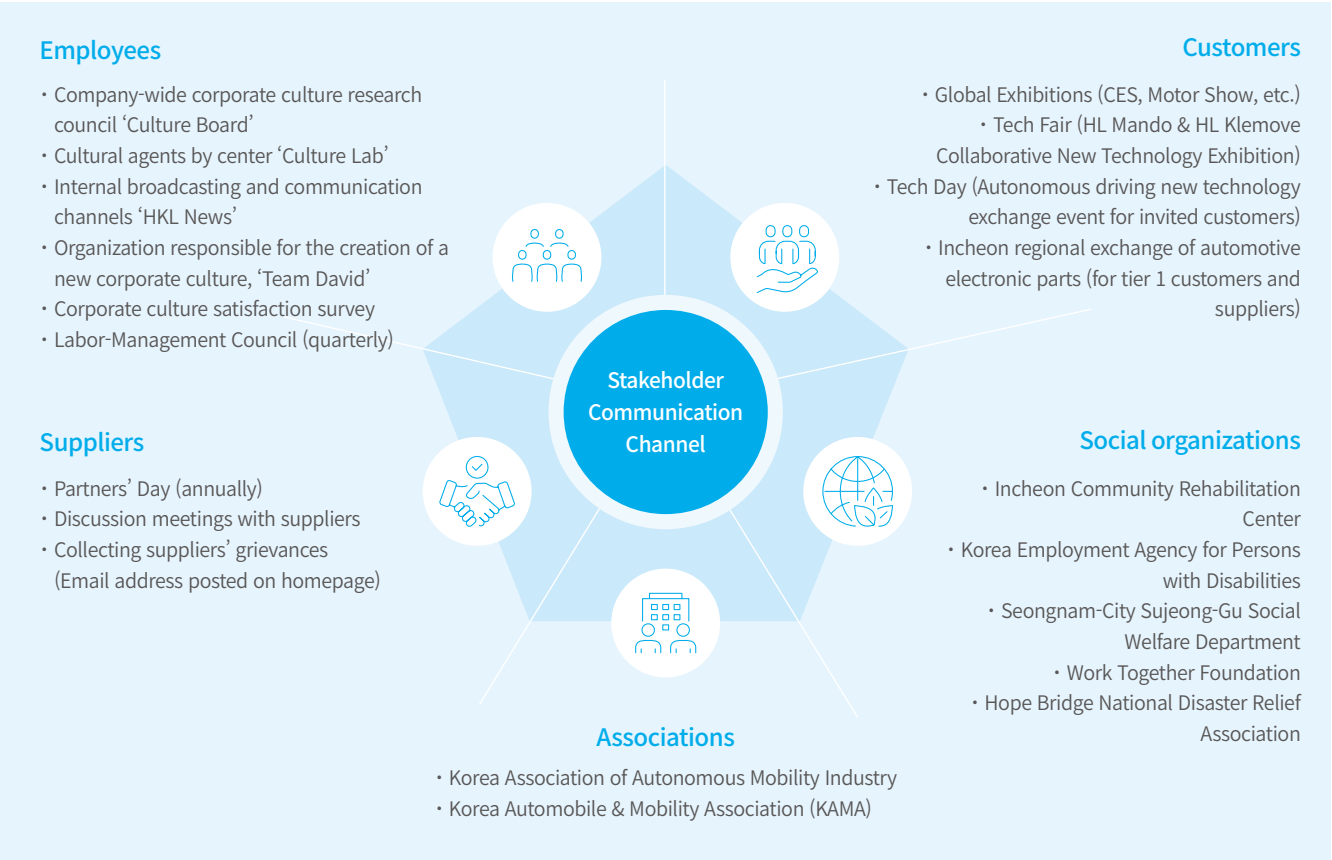 Employees
· Company-wide corporate culture research
council ‘Culture Board’
· Cultural agents by center ‘Culture Lab’
· Internal broadcasting and communication
channels ‘HKL News’
· Organization responsible for the creation of a
new corporate culture, ‘Team David’
· Corporate culture satisfaction survey
· Labor-Management Council (quarterly)
Customers
· Global Exhibitions (CES, Motor Show, etc.)
· Tech Fair (HL Mando & HL Klemove
Collaborative New Technology Exhibition)
· Tech Day (Autonomous driving new technology
exchange event for invited customers)
· Incheon regional exchange of automotive
electronic parts (for tier 1 customers and
suppliers)
Stakeholder
Communication
Channel
Suppliers
· Partners’ Day (annually)
· Discussion meetings with suppliers
· Collecting suppliers’ grievances
(Email address posted on homepage)
Social organizations
· Incheon Community Rehabilitation
Center
· Korea Employment Agency for Persons
with Disabilities
· Seongnam-City Sujeong-Gu Social
Welfare Department
· Work Together Foundation
· Hope Bridge National Disaster Relief
Association
Associations
· Korea Association of Autonomous Mobility Industry
· Korea Automobile & Mobility Association (KAMA)